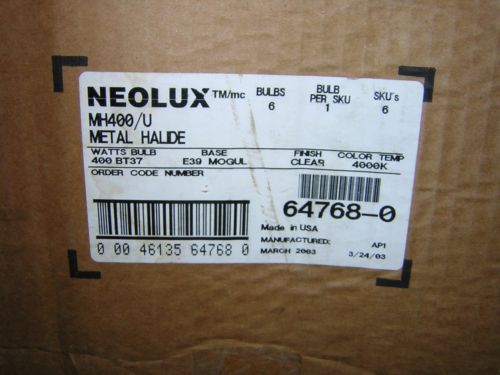 NEOLUX TM/mc BULBS BULB SKU's
6 PER SKU 6
1
MH400/U
METAL HALIDE
WATTS BULB BASE FINISH COLOR TEMP
400 BT37 E39 MOGUL CLEAR 4000K
ORDER CODE NUMBER
64768-0
Made in USA
MANUFACTURED: AP1
MARCH 2003 3/24/03
0 00 46135 64768 0